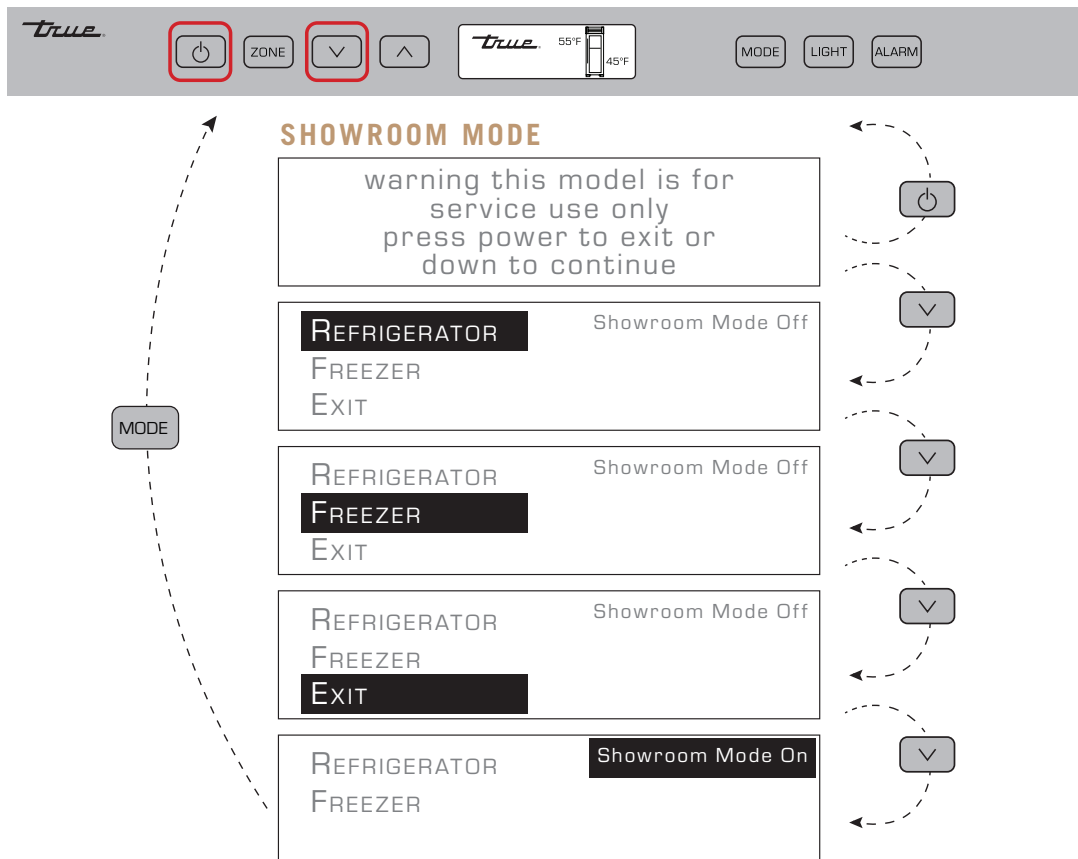 True
ZONE
True 55°F
45°F
MODE
LIGHT
ALARM
SHOWROOM MODE
warning this model is for
service use only
press power to exit or
down to continue
REFRIGERATOR Showroom Mode Off
FREEZER
EXIT
MODE
REFRIGERATOR Showroom Mode Off
FREEZER
EXIT
REFRIGERATOR Showroom Mode Off
FREEZER
EXIT
REFRIGERATOR Showroom Mode On
FREEZER